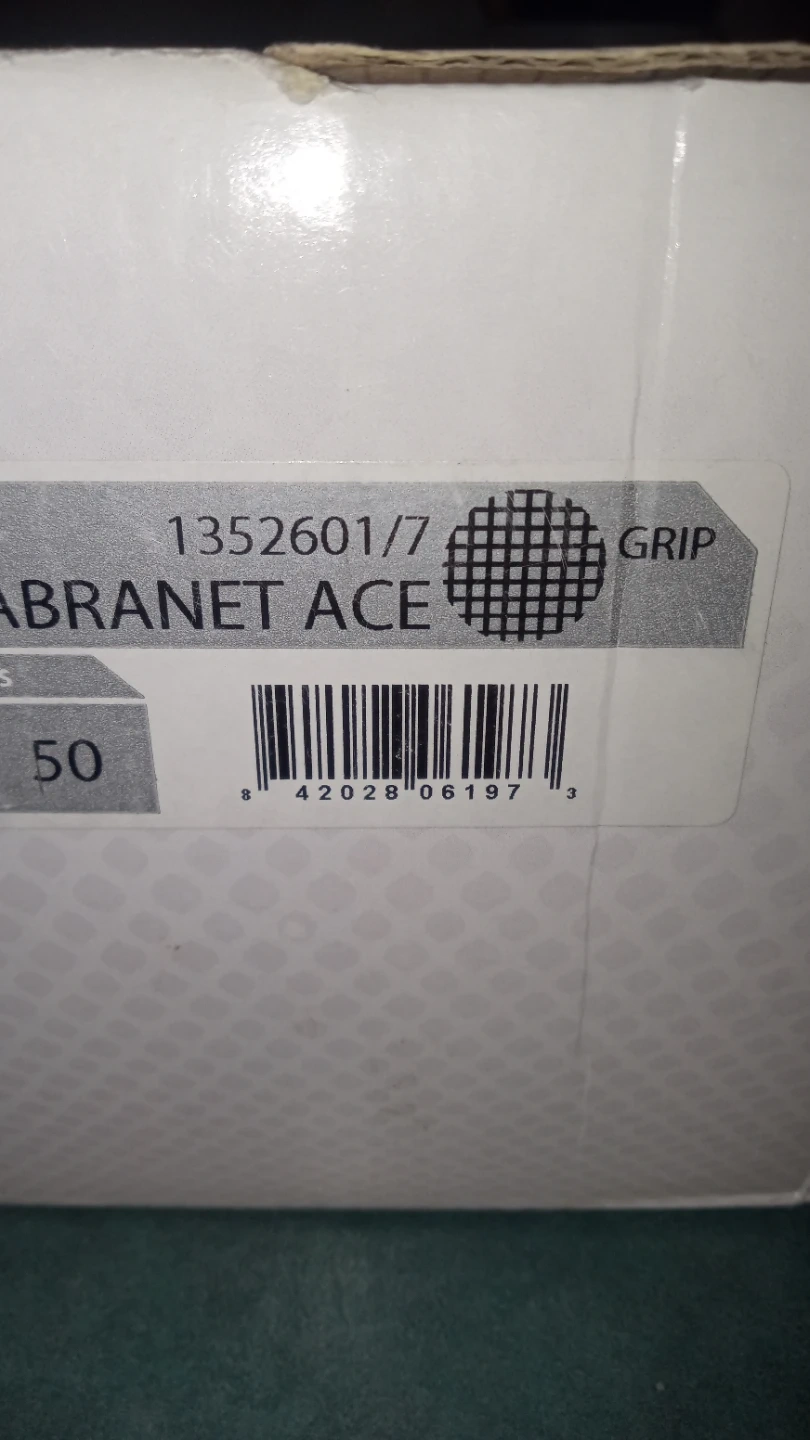 1352601/7
GRIP
ABRANET ACE
S
50
8 42028 06197 3